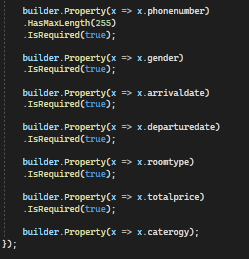 builder.Property(x => x.phonenumber)
.HasMaxLength(255)
.IsRequired(true);
builder.Property(x => x.gender)
.IsRequired(true);
builder.Property(x => x.arrivaldate)
.IsRequired(true);
builder.Property(x => x.departuredate)
.IsRequired(true);
builder.Property(x => x.roomtype)
.IsRequired(true);
builder.Property(x => x.totalprice)
.IsRequired(true);
builder.Property(x => x.caterogy);
});